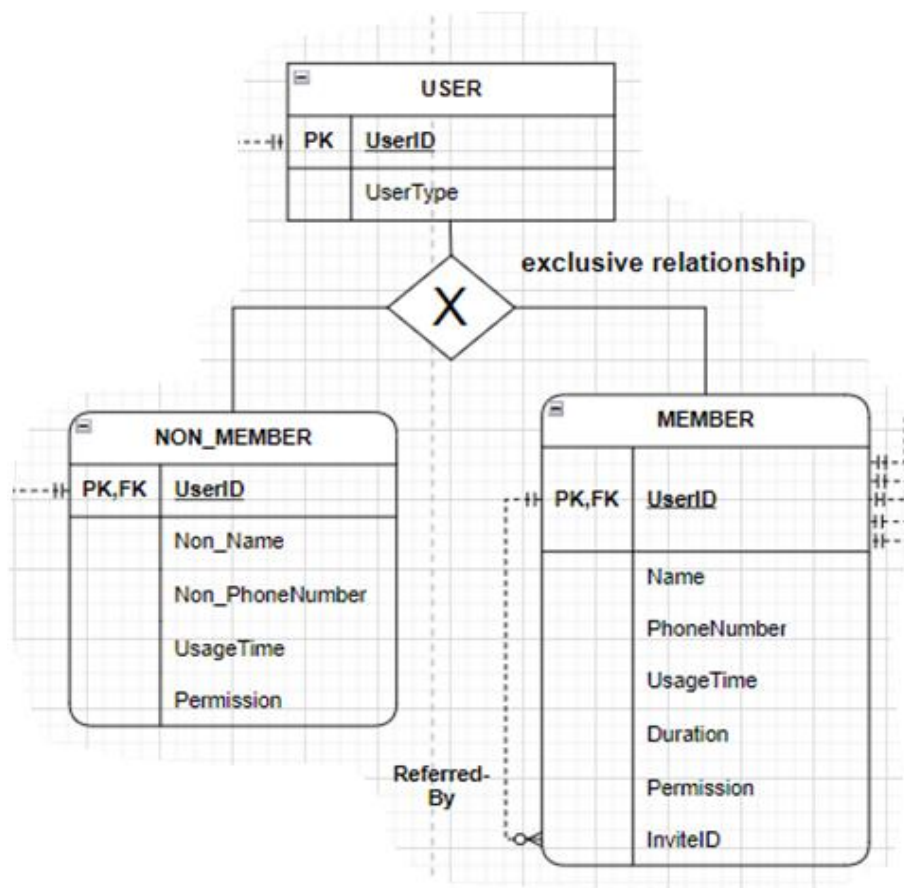 USER
PK UserID
UserType
exclusive relationship
X
NON_MEMBER
PK,FK UserID
Non_Name
Non_PhoneNumber
UsageTime
Permission
MEMBER
PK,FK UserID
Name
PhoneNumber
UsageTime
Duration
Permission
InviteID
Referred-
By